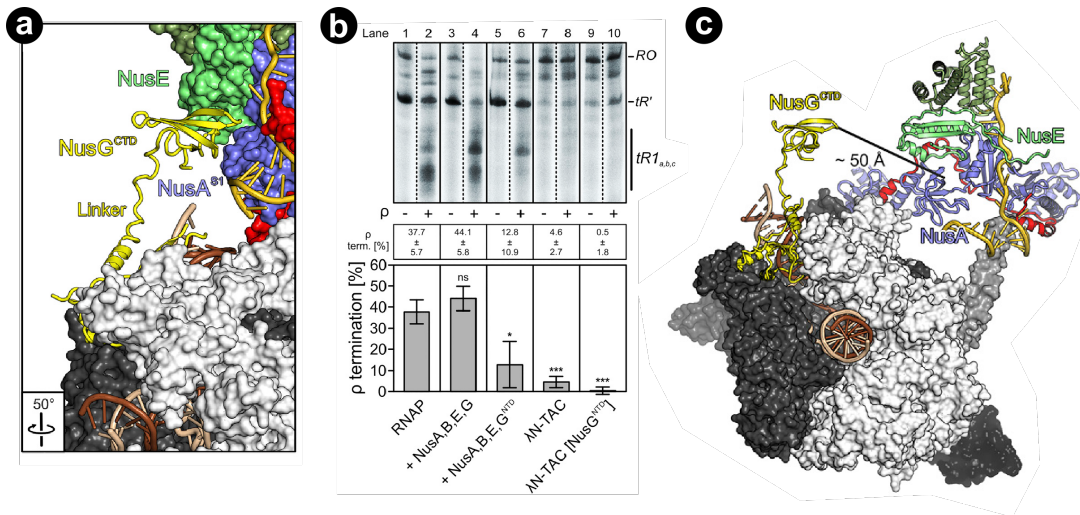 a
NusE
NusG^CTD
NusA^S1
Linker
50°
b
Lane 1 2 3 4 5 6 7 8 9 10
RO
tR'
tR1a,b,c
ρ - + - + - + - + - +
ρ term. [%]
37.7 ± 5.7
44.1 ± 5.8
12.8 ± 10.9
4.6 ± 2.7
0.5 ± 1.8
ρ termination [%]
60
50
40
30
20
10
0
ns
*
***
***
RNAP
+ NusA,B,E,G
+ NusA,B,E,G^NTD
λN-TAC
λN-TAC [NusG^NTD]
c
NusG^CTD
NusE
~ 50 Å
NusA